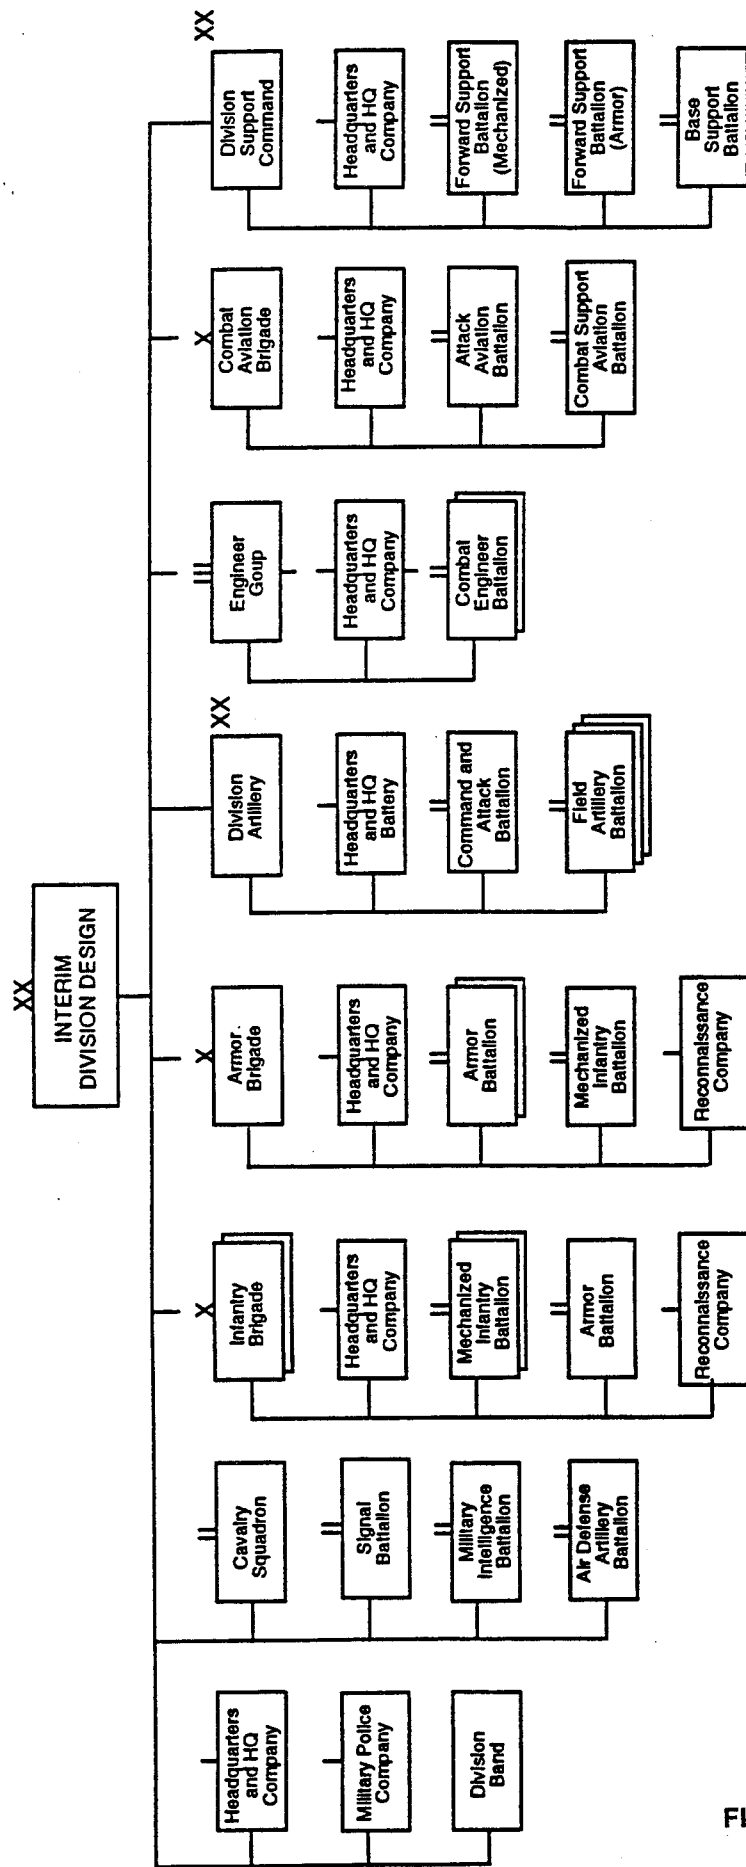 XX
INTERIM
DIVISION DESIGN
Headquarters
and HQ
Company
Military Police
Company
Division
Band
Cavalry
Squadron
Signal
Battalion
Military
Intelligence
Battalion
Air Defense
Artillery
Battalion
X
Infantry
Brigade
Headquarters
and HQ
Company
Mechanized
Infantry
Battalion
Armor
Battalion
Reconnaissance
Company
X
Armor
Brigade
Headquarters
and HQ
Company
Armor
Battalion
Mechanized
Infantry
Battalion
Reconnaissance
Company
XX
Division
Artillery
Headquarters
and HQ
Battery
Command and
Attack
Battalion
Field
Artillery
Battalion
Engineer
Goup
Headquarters
and HQ
Company
Combat
Engineer
Battalion
X
Combat
Aviation
Brigade
Headquarters
and HQ
Company
Attack
Aviation
Battalion
Combat Support
Aviation
Battalion
XX
Division
Support
Command
Headquarters
and HQ
Company
Forward Support
Battalion
(Mechanized)
Forward Support
Battalion
(Armor)
Base
Support
Battalion